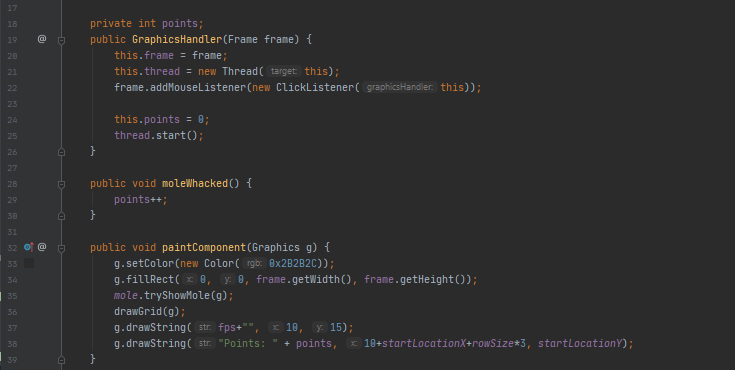 17
18 private int points;
19 @ public GraphicsHandler(Frame frame) {
20 this.frame = frame;
21 this.thread = new Thread( target: this);
22 frame.addMouseListener(new ClickListener( graphicsHandler: this));
23
24 this.points = 0;
25 thread.start();
26 }
27
28 public void moleWhacked() {
29 points++;
30 }
31
32 @ public void paintComponent(Graphics g) {
33 g.setColor(new Color( rgb: 0x2B2B2C));
34 g.fillRect( x: 0, y: 0, frame.getWidth(), frame.getHeight());
35 mole.tryShowMole(g);
36 drawGrid(g);
37 g.drawString( str: fps+"", x: 10, y: 15);
38 g.drawString( str: "Points: " + points, x: 10+startLocationX+rowSize*3, startLocationY);
39 }